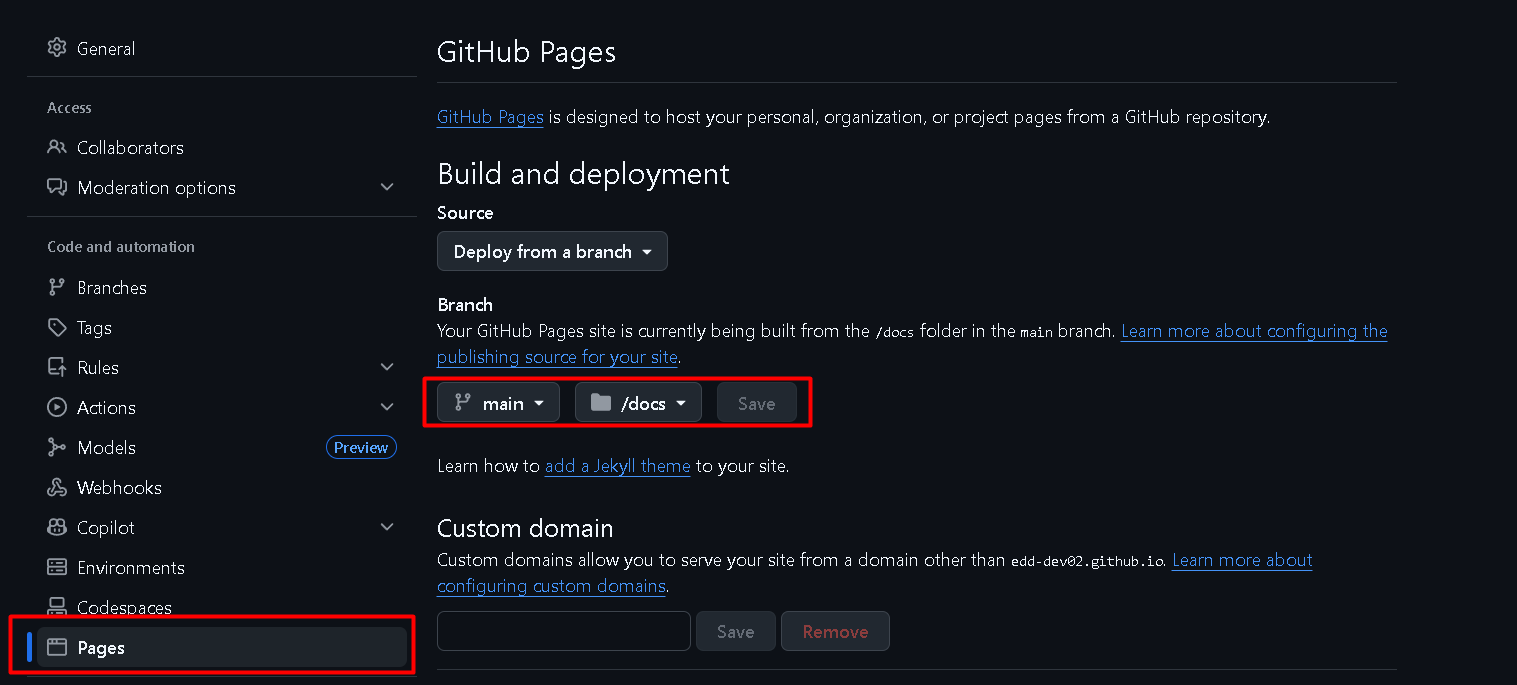 General
Access
Collaborators
Moderation options
Code and automation
Branches
Tags
Rules
Actions
Models Preview
Webhooks
Copilot
Environments
Codespaces
Pages
GitHub Pages
GitHub Pages is designed to host your personal, organization, or project pages from a GitHub repository.
Build and deployment
Source
Deploy from a branch
Branch
Your GitHub Pages site is currently being built from the /docs folder in the main branch. Learn more about configuring the
publishing source for your site.
main /docs Save
Learn how to add a Jekyll theme to your site.
Custom domain
Custom domains allow you to serve your site from a domain other than edd-dev02.github.io. Learn more about
configuring custom domains.
Save Remove